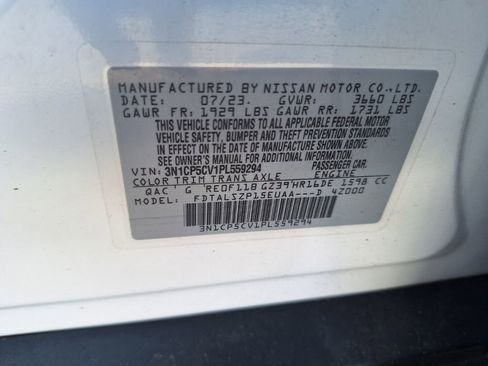 MANUFACTURED BY NISSAN MOTOR CO.,LTD.
DATE: 07/23. GVWR: 3660 LBS
GAWR FR: 1929 LBS GAWR RR: 1731 LBS
THIS VEHICLE CONFORMS TO ALL APPLICABLE FEDERAL MOTOR
VEHICLE SAFETY, BUMPER AND THEFT PREVENTION
STANDARDS IN EFFECT ON THE
DATE OF MANUFACTURE SHOWN ABOVE.
SEE OWNER'S MANUAL FOR ADDITIONAL INFORMATION.
VIN: 3N1CP5CV1PL559294 PASSENGER CAR
COLOR TRIM TRANS AXLE ENGINE
QAC G RE0F11B GZ39 HR16DE 1598 CC
MODEL: FDTALSZP15EUAA---D 4Z000
3N1CP5CV1PL559294